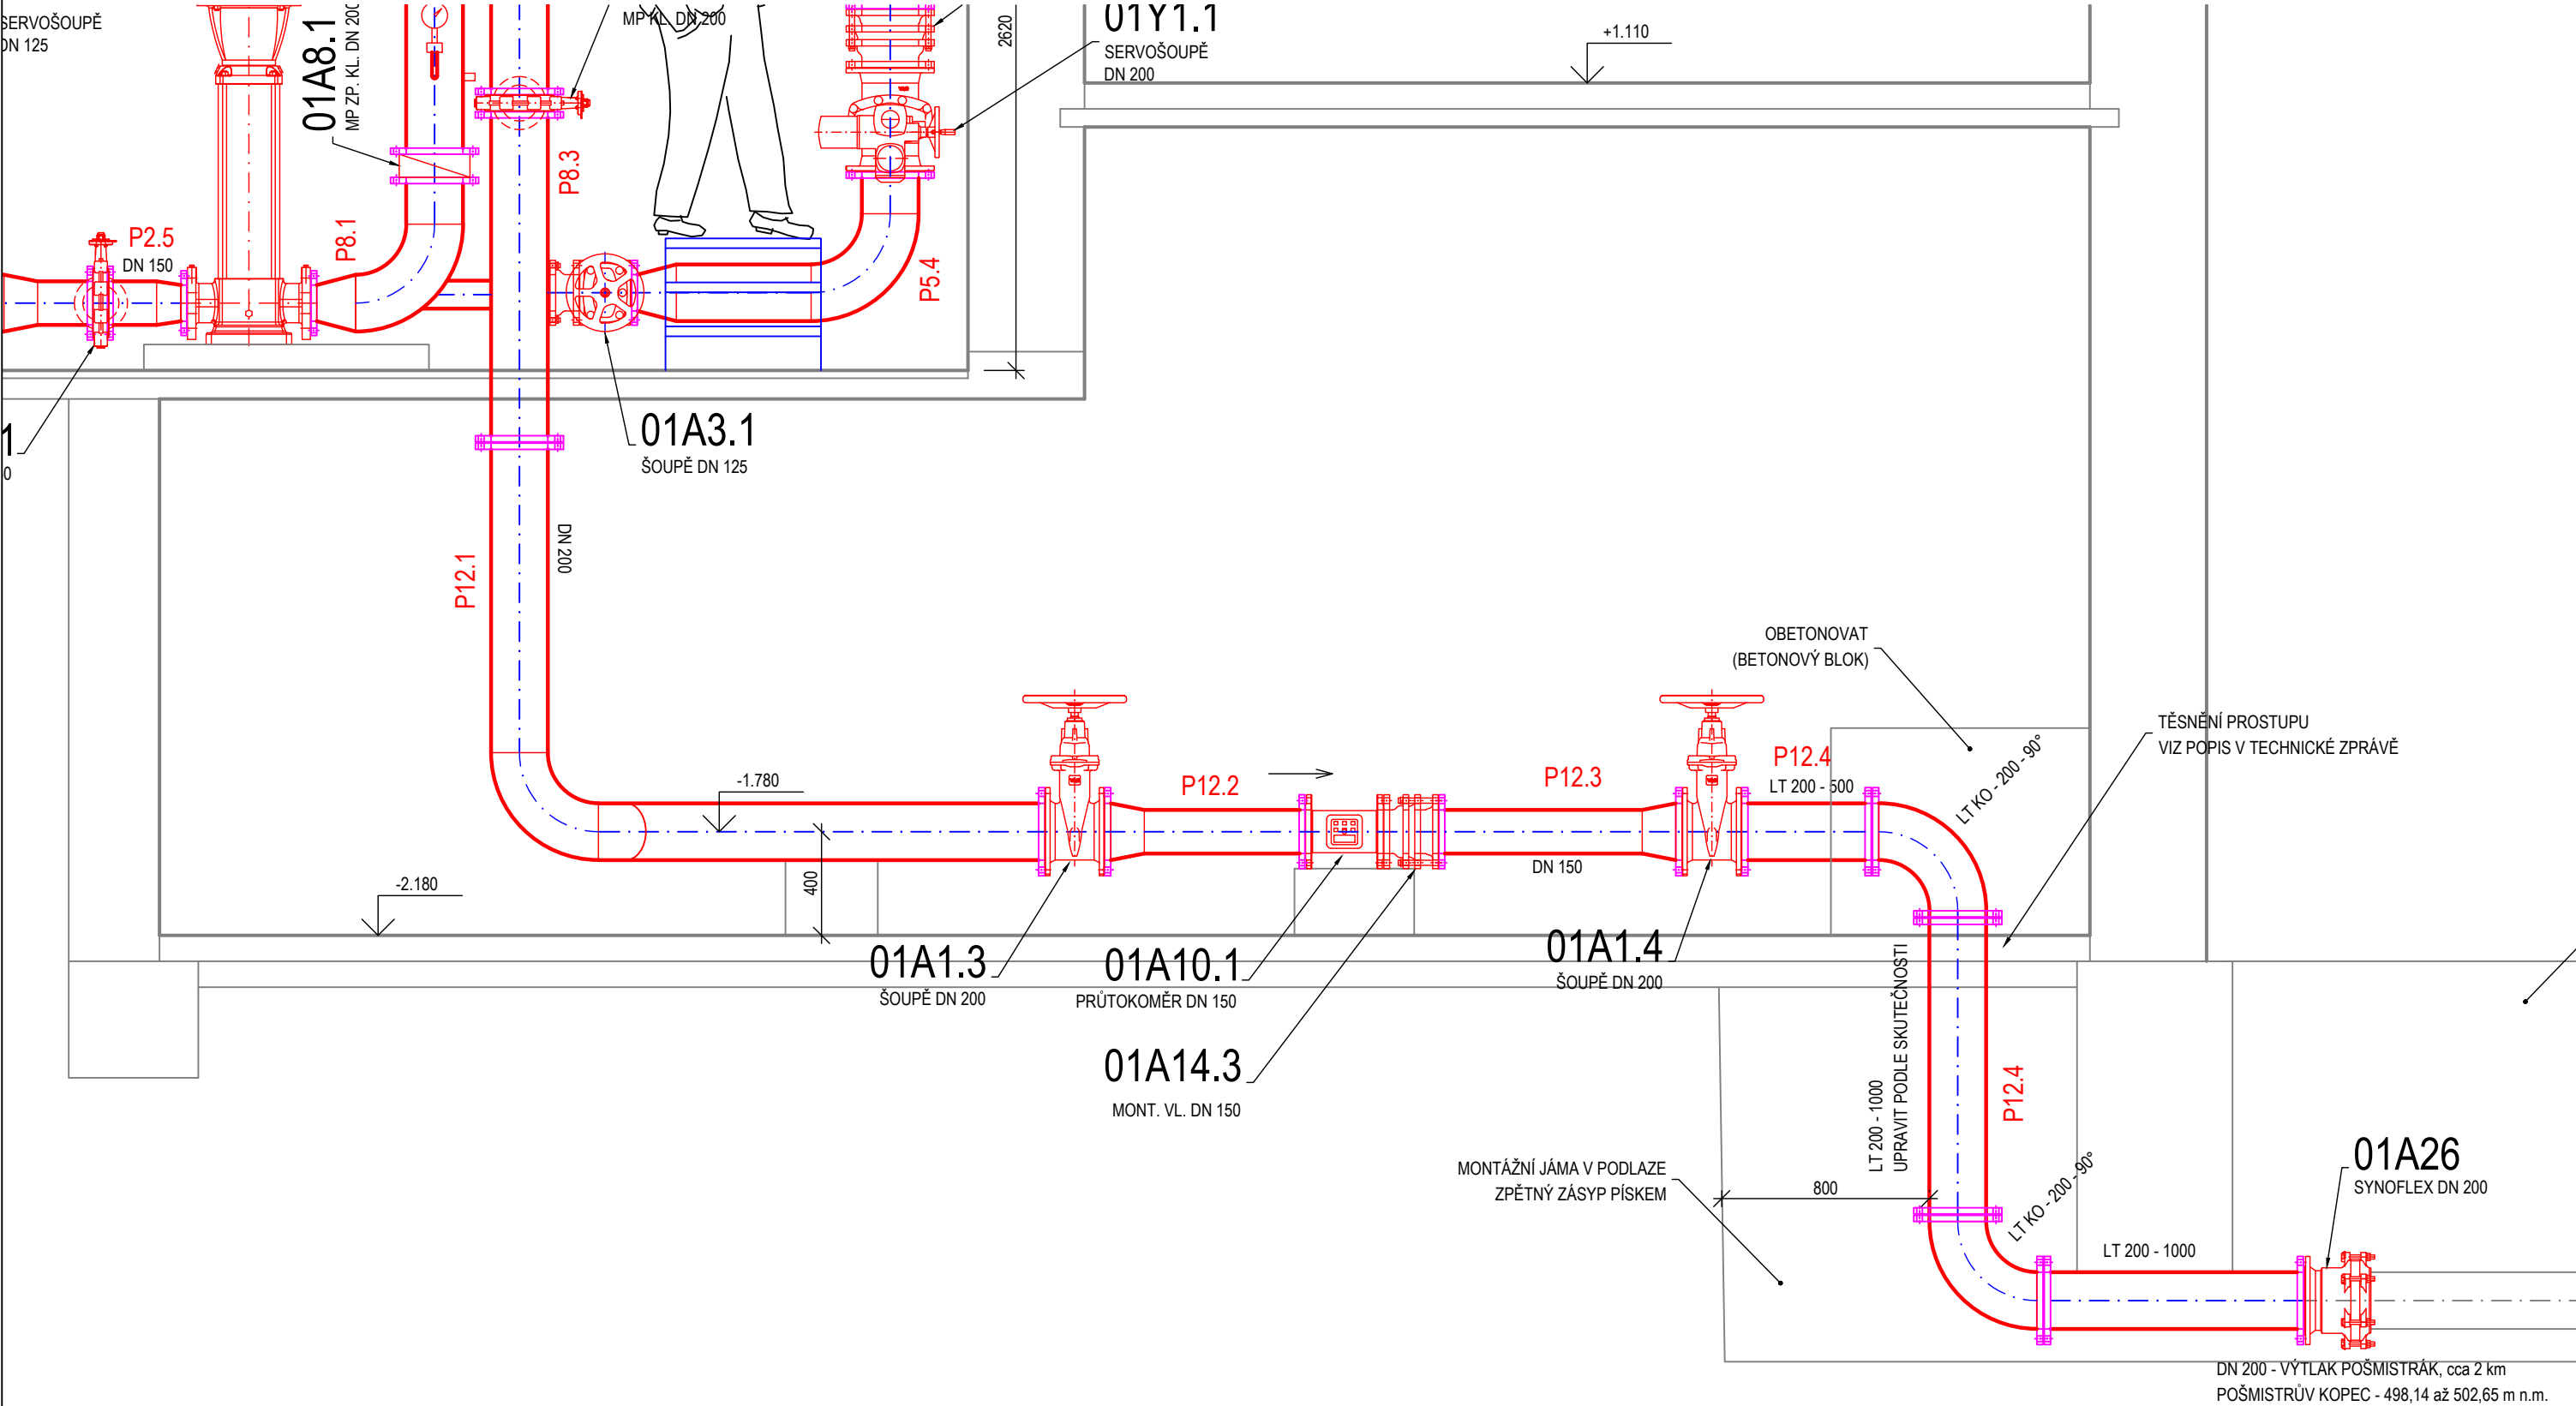 SERVOŠOUPĚ
DN 125
01A8.1
MP ZP. KL. DN 200
MP KL. DN 200
01Y1.1
SERVOŠOUPĚ
DN 200
2620
+1.110
P8.3
P2.5
DN 150
P8.1
P5.4
1
0
01A3.1
ŠOUPĚ DN 125
P12.1
DN 200
OBETONOVAT
(BETONOVÝ BLOK)
TĚSNĚNÍ PROSTUPU
VIZ POPIS V TECHNICKÉ ZPRÁVĚ
-1.780
P12.2
P12.3
P12.4
LT 200 - 500
LT KO - 200 - 90°
DN 150
400
-2.180
01A1.3
ŠOUPĚ DN 200
01A10.1
PRŮTOKOMĚR DN 150
01A1.4
ŠOUPĚ DN 200
01A14.3
MONT. VL. DN 150
LT 200 - 1000
UPRAVIT PODLE SKUTEČNOSTI
P12.4
MONTÁŽNÍ JÁMA V PODLAZE
ZPĚTNÝ ZÁSYP PÍSKEM
800
LT KO - 200 - 90°
LT 200 - 1000
01A26
SYNOFLEX DN 200
DN 200 - VÝTLAK POŠMISTRÁK, cca 2 km
POŠMISTRŮV KOPEC - 498,14 až 502,65 m n.m.